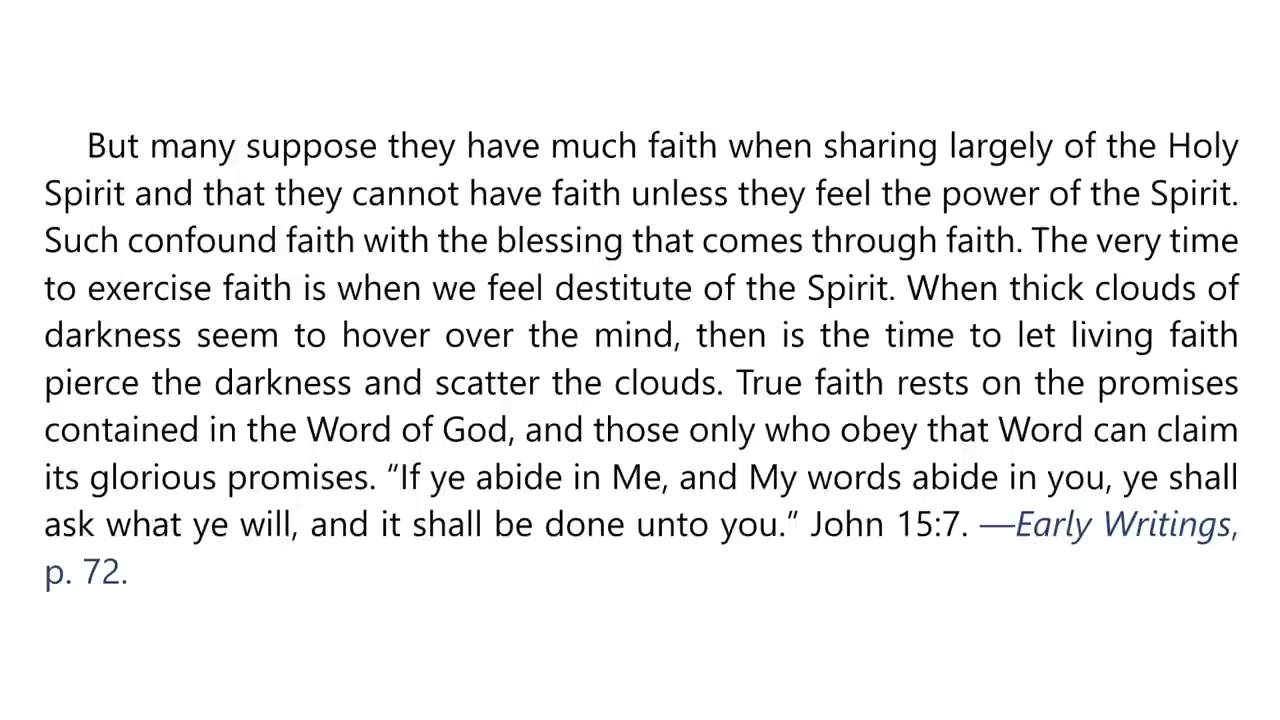 But many suppose they have much faith when sharing largely of the Holy
Spirit and that they cannot have faith unless they feel the power of the Spirit.
Such confound faith with the blessing that comes through faith. The very time
to exercise faith is when we feel destitute of the Spirit. When thick clouds of
darkness seem to hover over the mind, then is the time to let living faith
pierce the darkness and scatter the clouds. True faith rests on the promises
contained in the Word of God, and those only who obey that Word can claim
its glorious promises. “If ye abide in Me, and My words abide in you, ye shall
ask what ye will, and it shall be done unto you.” John 15:7. —Early Writings,
p. 72.